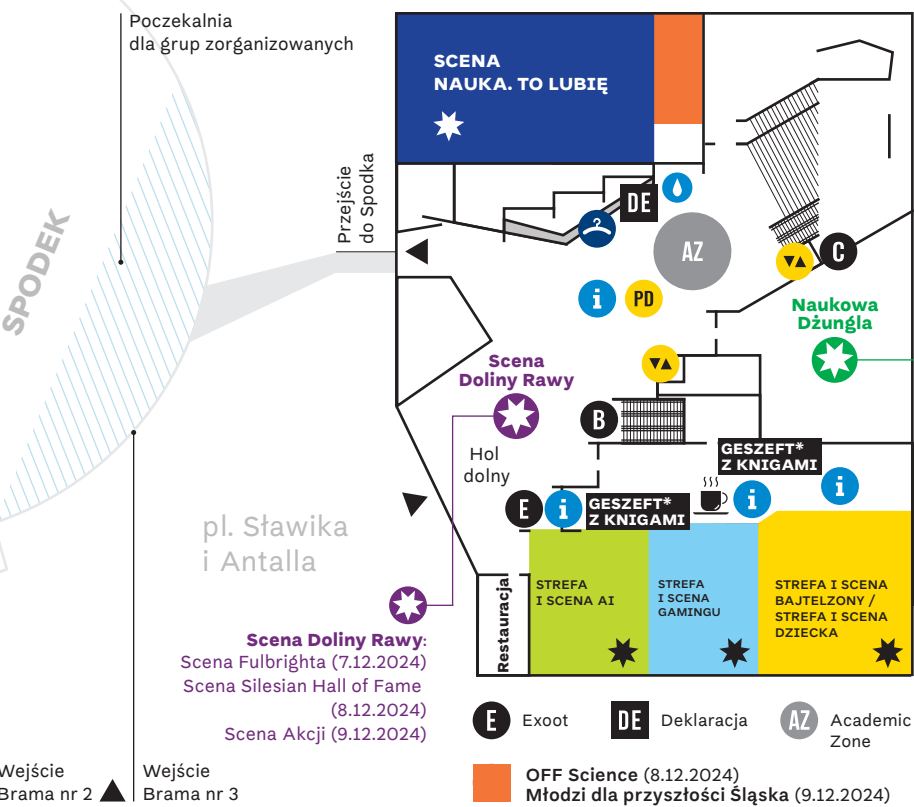 Poczekalnia
dla grup zorganizowanych
SPODEK
Przejście
do Spodka
SCENA
NAUKA. TO LUBIĘ
DE
AZ
C
i
PD
Naukowa
Dżungla
Scena
Doliny Rawy
B
Hol
dolny
GESZEFT*
Z KNIGAMI
i
i
E
i
GESZEFT*
Z KNIGAMI
pl. Sławika
i Antalla
Restauracja
STREFA
I SCENA AI
STREFA
I SCENA
GAMINGU
STREFA I SCENA
BAJTELZONY /
STREFA I SCENA
DZIECKA
Scena Doliny Rawy:
Scena Fulbrighta (7.12.2024)
Scena Silesian Hall of Fame
(8.12.2024)
Scena Akcji (9.12.2024)
E Exoot
DE Deklaracja
AZ Academic
Zone
OFF Science (8.12.2024)
Młodzi dla przyszłości Śląska (9.12.2024)
Wejście
Brama nr 2
Wejście
Brama nr 3